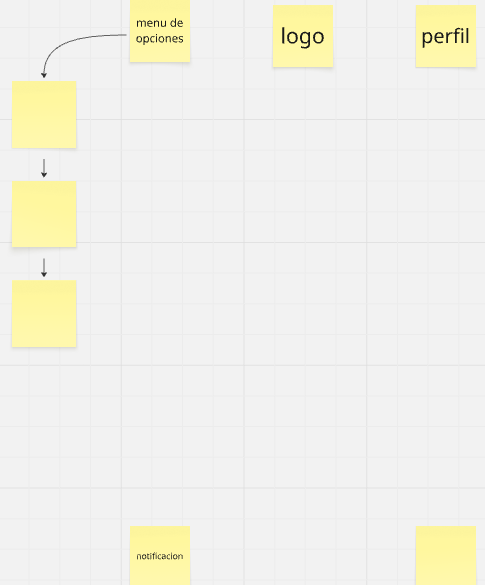 menu de
opciones
logo
perfil
notificacion